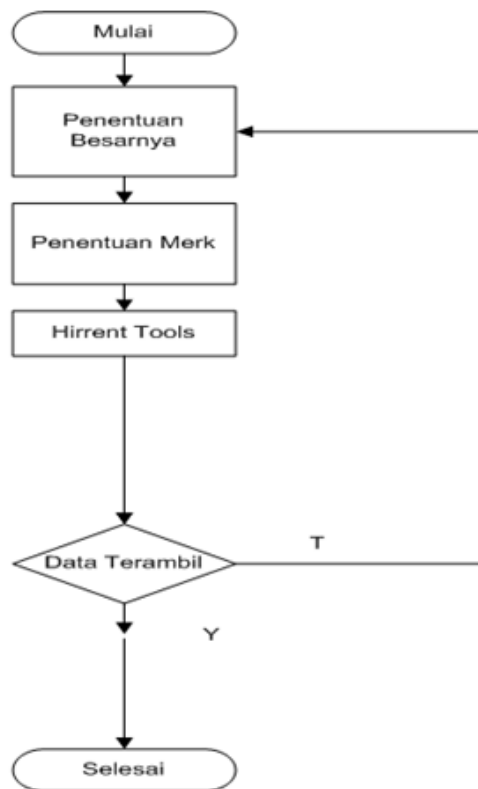 Mulai
Penentuan
Besarnya
Penentuan Merk
Hirrent Tools
Data Terambil
T
Y
Selesai